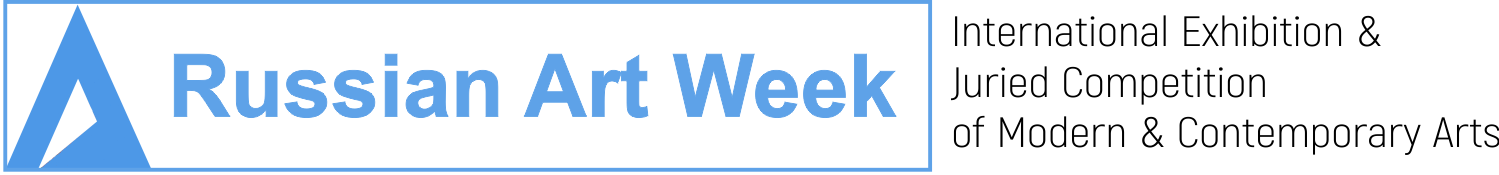 Russian Art Week
International Exhibition &
Juried Competition
of Modern & Contemporary Arts